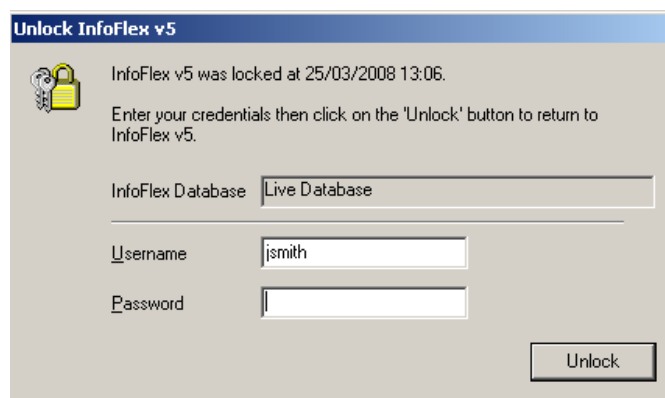 Unlock InfoFlex v5
InfoFlex v5 was locked at 25/03/2008 13:06.
Enter your credentials then click on the 'Unlock' button to return to
InfoFlex v5.
InfoFlex Database Live Database
Username jsmith
Password
Unlock